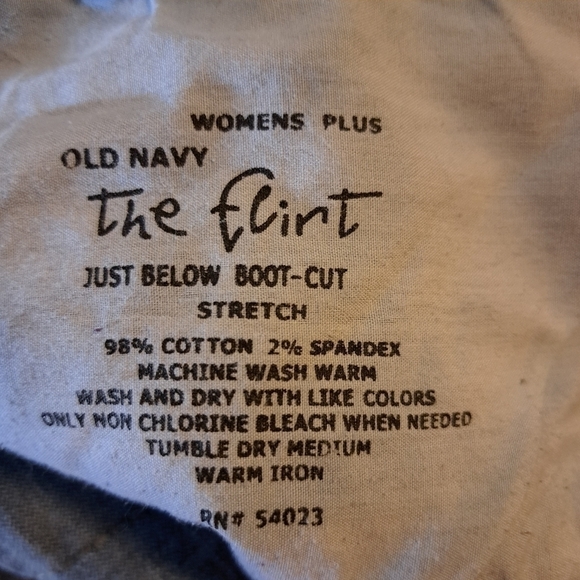 WOMENS PLUS
OLD NAVY
the flirt
JUST BELOW BOOT-CUT
STRETCH
98% COTTON 2% SPANDEX
MACHINE WASH WARM
WASH AND DRY WITH LIKE COLORS
ONLY NON CHLORINE BLEACH WHEN NEEDED
TUMBLE DRY MEDIUM
WARM IRON
RN# 54023